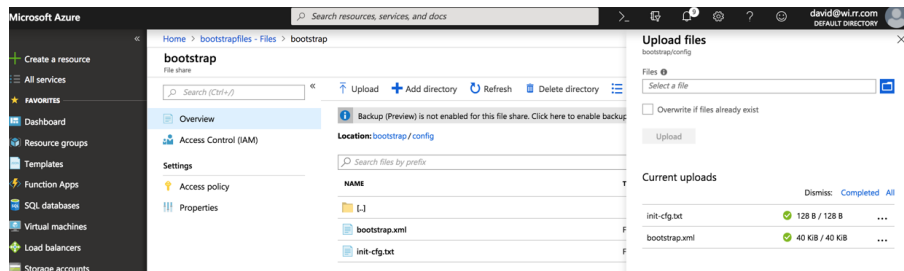 Microsoft Azure
Search resources, services, and docs
9
david@wi.rr.com
DEFAULT DIRECTORY
Create a resource
All services
FAVORITES
Dashboard
Resource groups
Templates
Function Apps
SQL databases
Virtual machines
Load balancers
Storage accounts
Home > bootstrapfiles - Files > bootstrap
bootstrap
File share
Search (Ctrl+/)
Overview
Access Control (IAM)
Settings
Access policy
Properties
Upload
Add directory
Refresh
Delete directory
Backup (Preview) is not enabled for this file share. Click here to enable backup
Location: bootstrap / config
Search files by prefix
NAME
T
[..]
bootstrap.xml
F
init-cfg.txt
F
Upload files
bootstrap/config
Files
Select a file
Overwrite if files already exist
Upload
Current uploads
Dismiss: Completed All
init-cfg.txt
128 B / 128 B
...
bootstrap.xml
40 KiB / 40 KiB
...